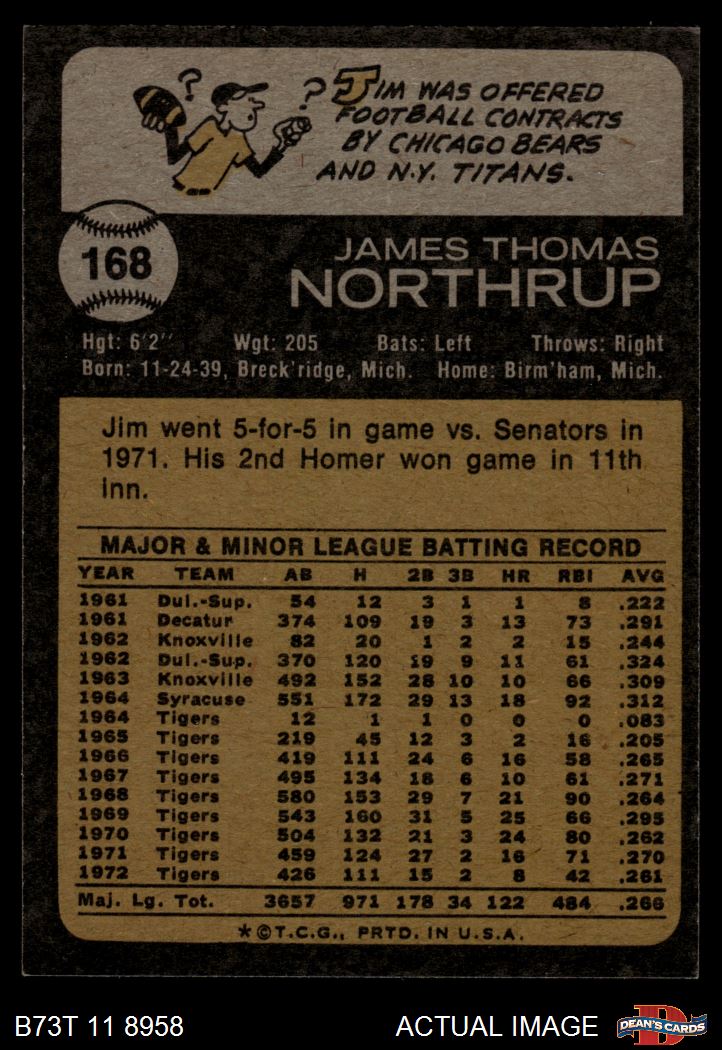 ? ? JIM WAS OFFERED
FOOTBALL CONTRACTS
BY CHICAGO BEARS
AND N.Y. TITANS.
168
JAMES THOMAS
NORTHRUP
Hgt: 6'2" Wgt: 205 Bats: Left Throws: Right
Born: 11-24-39, Breck'ridge, Mich. Home: Birm'ham, Mich.
Jim went 5-for-5 in game vs. Senators in
1971. His 2nd Homer won game in 11th
Inn.
MAJOR & MINOR LEAGUE BATTING RECORD
YEAR TEAM AB H 2B 3B HR RBI AVG
1961 Dul.-Sup. 54 12 3 1 1 8 .222
1961 Decatur 374 109 19 3 13 73 .291
1962 Knoxville 82 20 1 2 2 15 .244
1962 Dul.-Sup. 370 120 19 9 11 61 .324
1963 Knoxville 492 152 28 10 10 66 .309
1964 Syracuse 551 172 29 13 18 92 .312
1964 Tigers 12 1 1 0 0 0 .083
1965 Tigers 219 45 12 3 2 16 .205
1966 Tigers 419 111 24 6 16 58 .265
1967 Tigers 495 134 18 6 10 61 .271
1968 Tigers 580 153 29 7 21 90 .264
1969 Tigers 543 160 31 5 25 66 .295
1970 Tigers 504 132 21 3 24 80 .262
1971 Tigers 459 124 27 2 16 71 .270
1972 Tigers 426 111 15 2 8 42 .261
Maj. Lg. Tot. 3657 971 178 34 122 484 .266
*©T.C.G., PRTD. IN U.S.A.
B73T 11 8958 ACTUAL IMAGE D DEAN'S CARDS